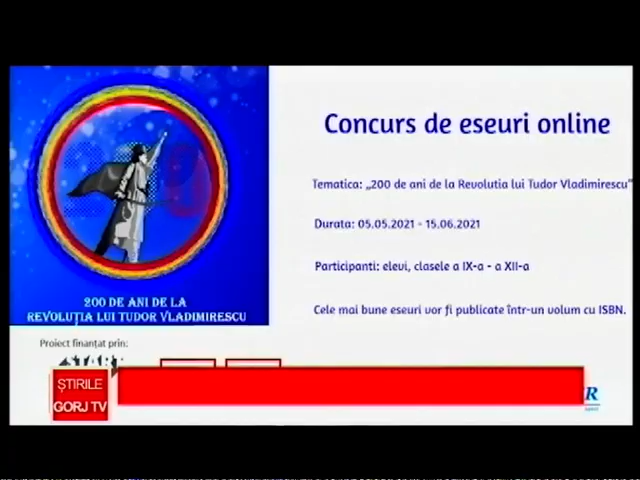 Concurs de eseuri online
Tematica: „200 de ani de la Revolutia lui Tudor Vladimirescu”
Durata: 05.05.2021 - 15.06.2021
Participanti: elevi, clasele a IX-a - a XII-a
Cele mai bune eseuri vor fi publicate într-un volum cu ISBN.
200 DE ANI DE LA
REVOLUȚIA LUI TUDOR VLADIMIRESCU
Proiect finanțat prin:
ȘTIRILE
GORJ TV
R